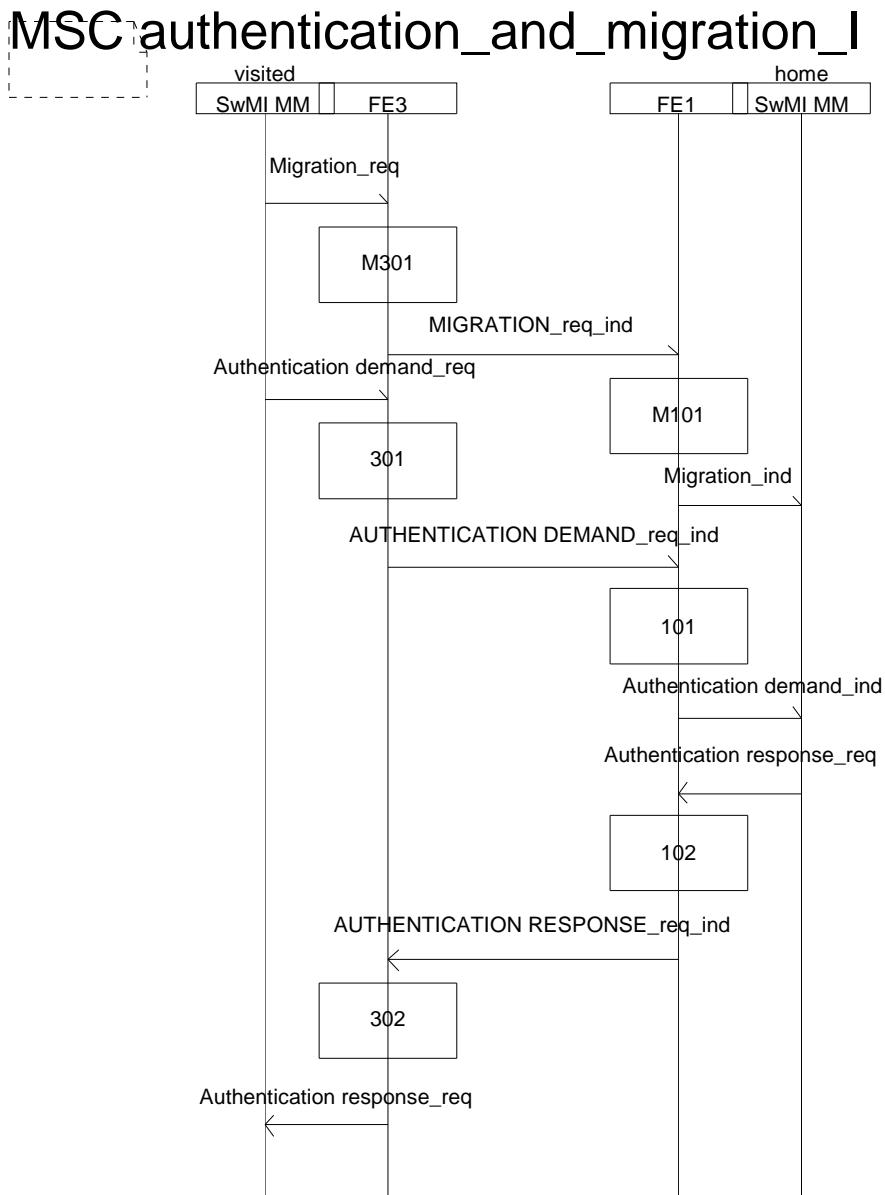 MSC authentication_and_migration_I
visited
home
SwMI MM
FE3
FE1
SwMI MM
Migration_req
M301
MIGRATION_req_ind
Authentication demand_req
M101
301
Migration_ind
AUTHENTICATION DEMAND_req_ind
101
Authentication demand_ind
Authentication response_req
102
AUTHENTICATION RESPONSE_req_ind
302
Authentication response_req